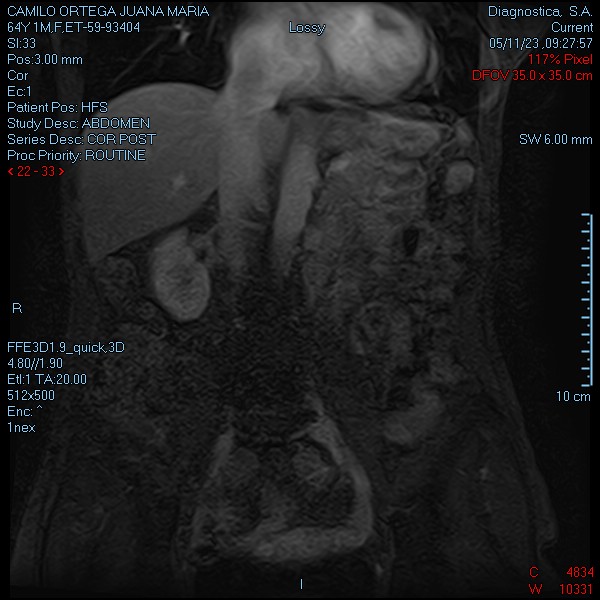 CAMILO ORTEGA JUANA MARIA
64Y 1M,F,ET-59-93404
SI:33
Pos:3.00 mm
Cor
Ec:1
Patient Pos: HFS
Study Desc: ABDOMEN
Series Desc: COR POST
Proc Priority: ROUTINE
< 22 - 33 >
Lossy
Diagnostica, S.A.
Current
05/11/23 ,09:27:57
117% Pixel
DFOV 35.0 x 35.0 cm
SW 6.00 mm
R
10 cm
FFE3D1.9_quick,3D
4.80//1.90
Etl:1 TA:20.00
512x500
Enc: ^
1nex
I
C 4834
W 10331